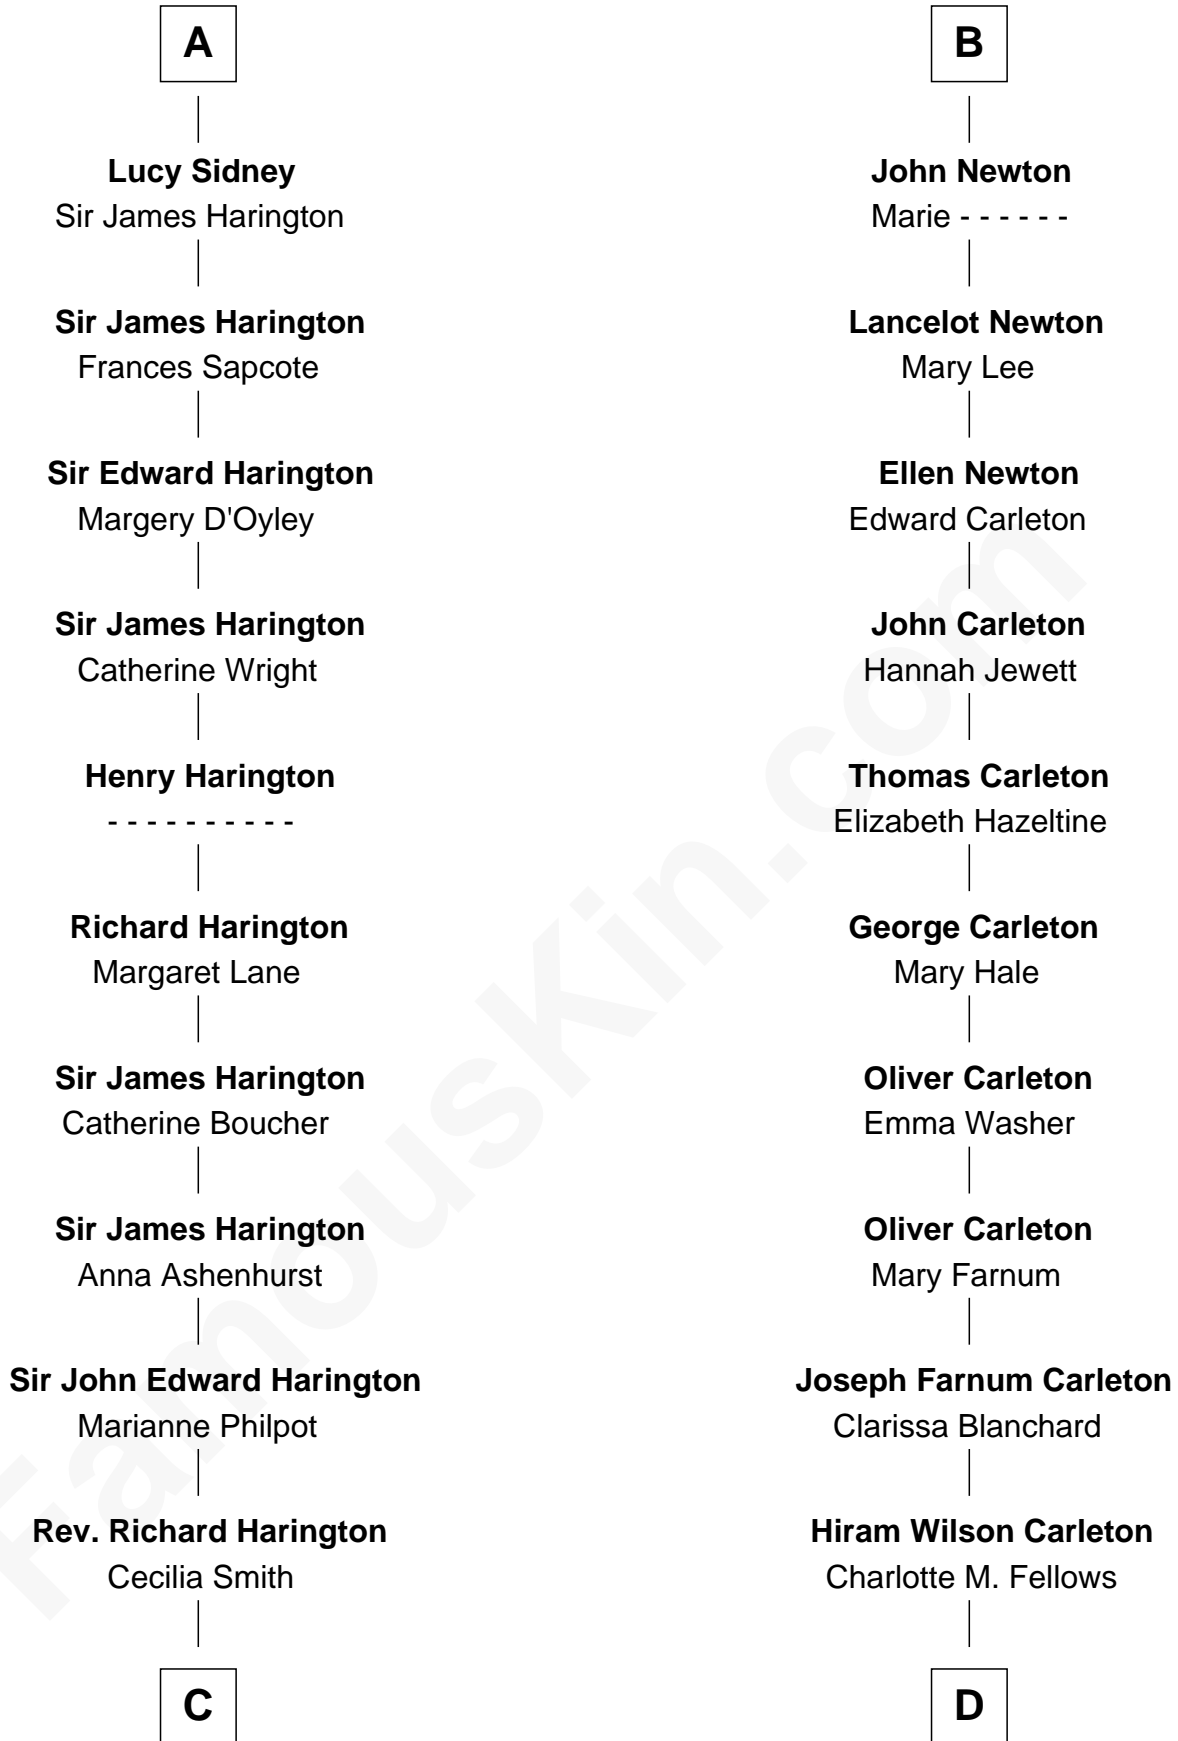 A
Lucy Sidney
Sir James Harington
Sir James Harington
Frances Sapcote
Sir Edward Harington
Margery D'Oyley
Sir James Harington
Catherine Wright
Henry Harington
- - - - - - - - - -
Richard Harington
Margaret Lane
Sir James Harington
Catherine Boucher
Sir James Harington
Anna Ashenhurst
Sir John Edward Harington
Marianne Philpot
Rev. Richard Harington
Cecilia Smith
C
B
John Newton
Marie - - - - - -
Lancelot Newton
Mary Lee
Ellen Newton
Edward Carleton
John Carleton
Hannah Jewett
Thomas Carleton
Elizabeth Hazeltine
George Carleton
Mary Hale
Oliver Carleton
Emma Washer
Oliver Carleton
Mary Farnum
Joseph Farnum Carleton
Clarissa Blanchard
Hiram Wilson Carleton
Charlotte M. Fellows
D
FamousKin.com